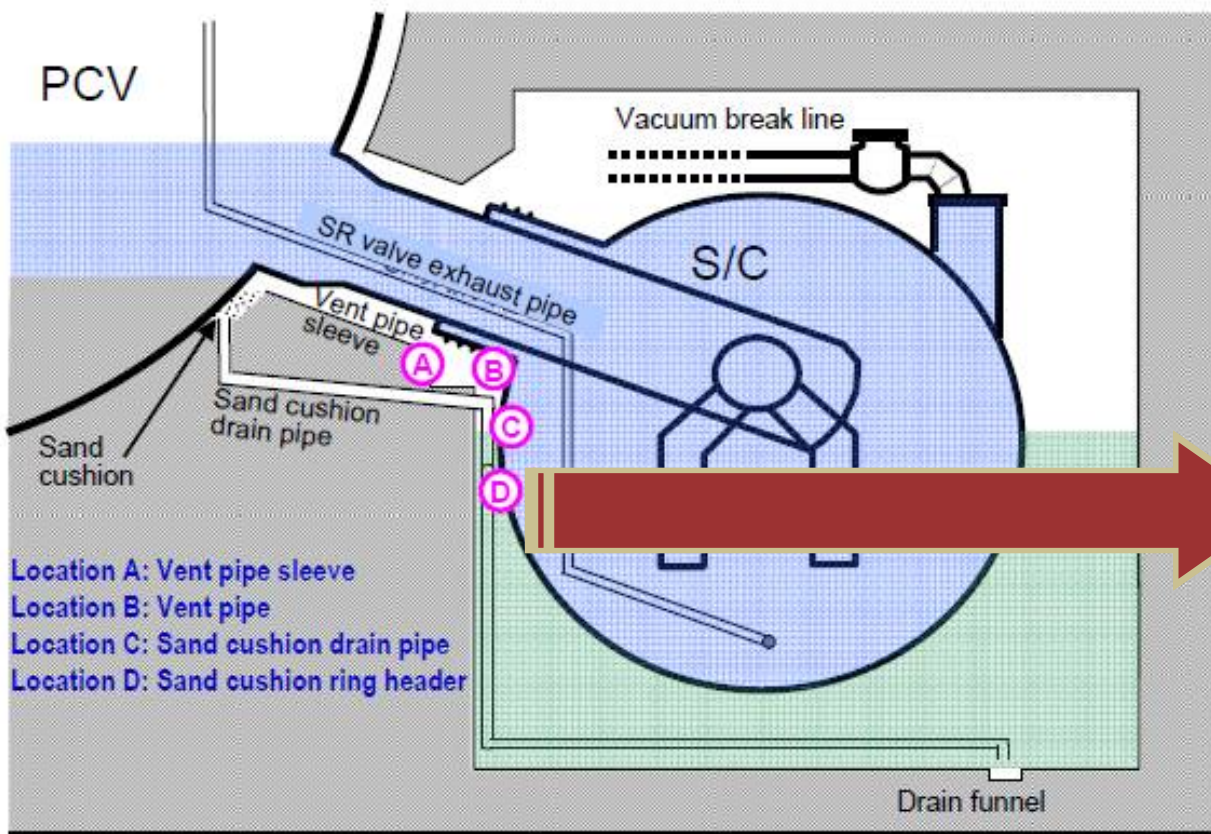 PCV
Vacuum break line
SR valve exhaust pipe
S/C
Vent pipe
sleeve
A
B
C
D
Sand cushion
drain pipe
Sand
cushion
Location A: Vent pipe sleeve
Location B: Vent pipe
Location C: Sand cushion drain pipe
Location D: Sand cushion ring header
Drain funnel